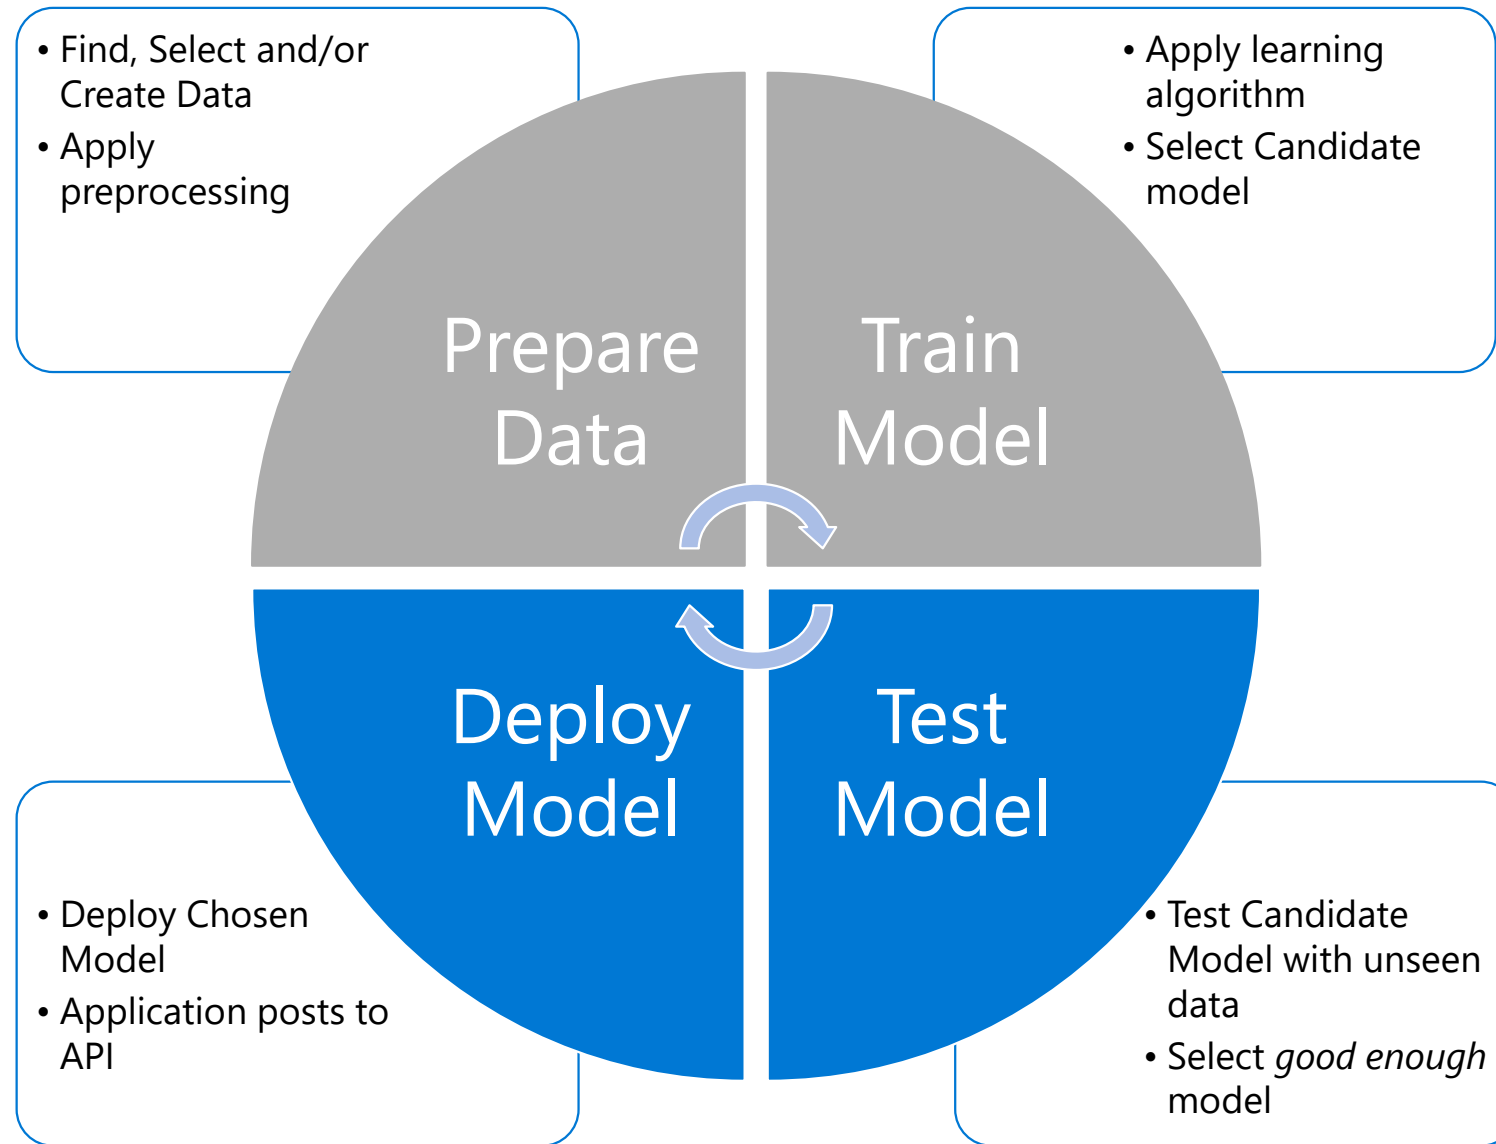 • Find, Select and/or
Create Data
• Apply
preprocessing
• Apply learning
algorithm
• Select Candidate
model
Prepare
Data
Train
Model
Deploy
Model
Test
Model
• Deploy Chosen
Model
• Application posts to
API
• Test Candidate
Model with unseen
data
• Select good enough
model